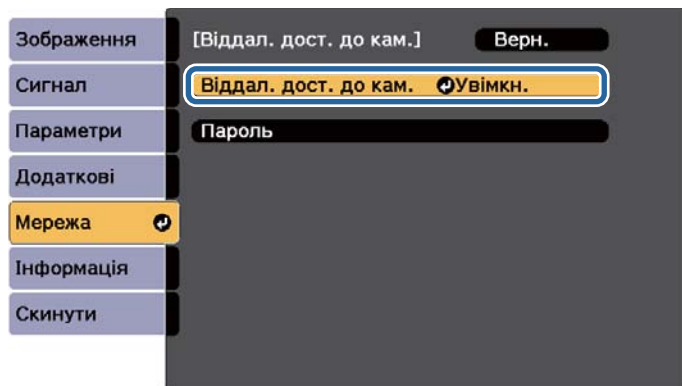 Зображення
Сигнал
Параметри
Додаткові
Мережа
Інформація
Скинути
[Віддал. дост. до кам.] Верн.
Віддал. дост. до кам. Увімкн.
Пароль